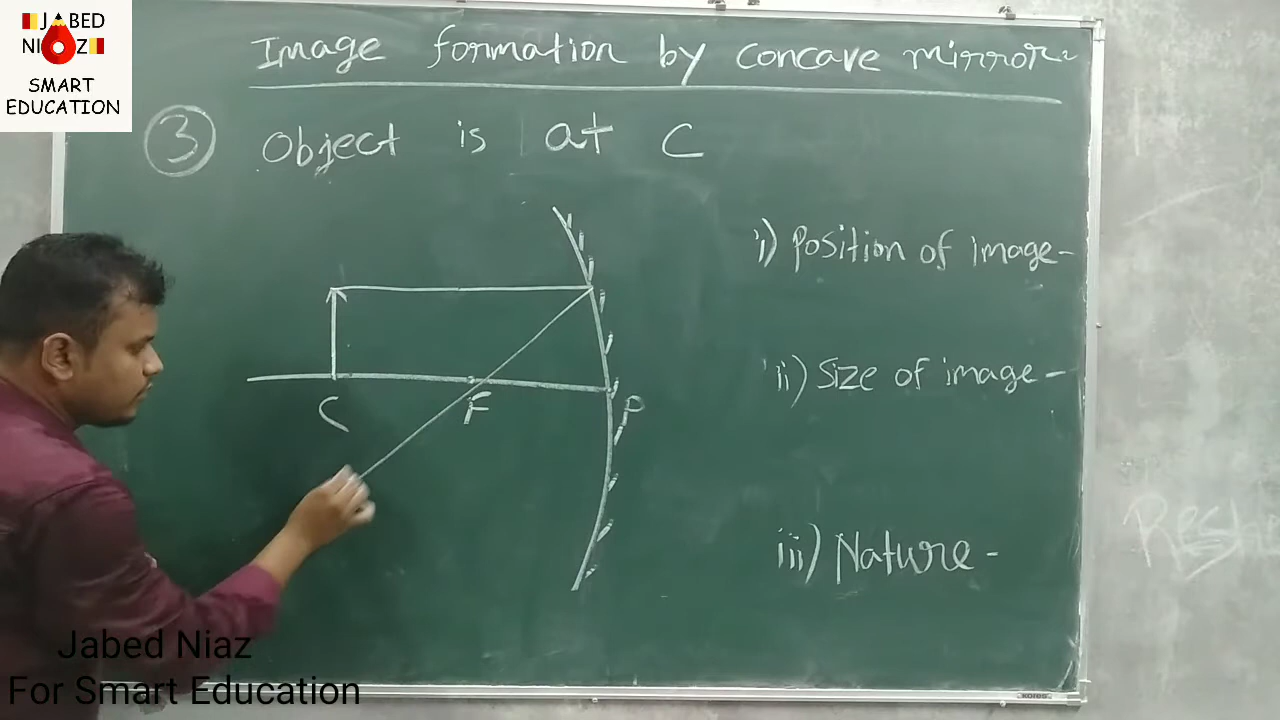 JABED
NIAZ
SMART
EDUCATION
Image formation by concave mirror:
3 Object is at C
i) Position of image-
C F P
ii) Size of image-
iii) Nature-
Jabed Niaz
For Smart Education
KORES